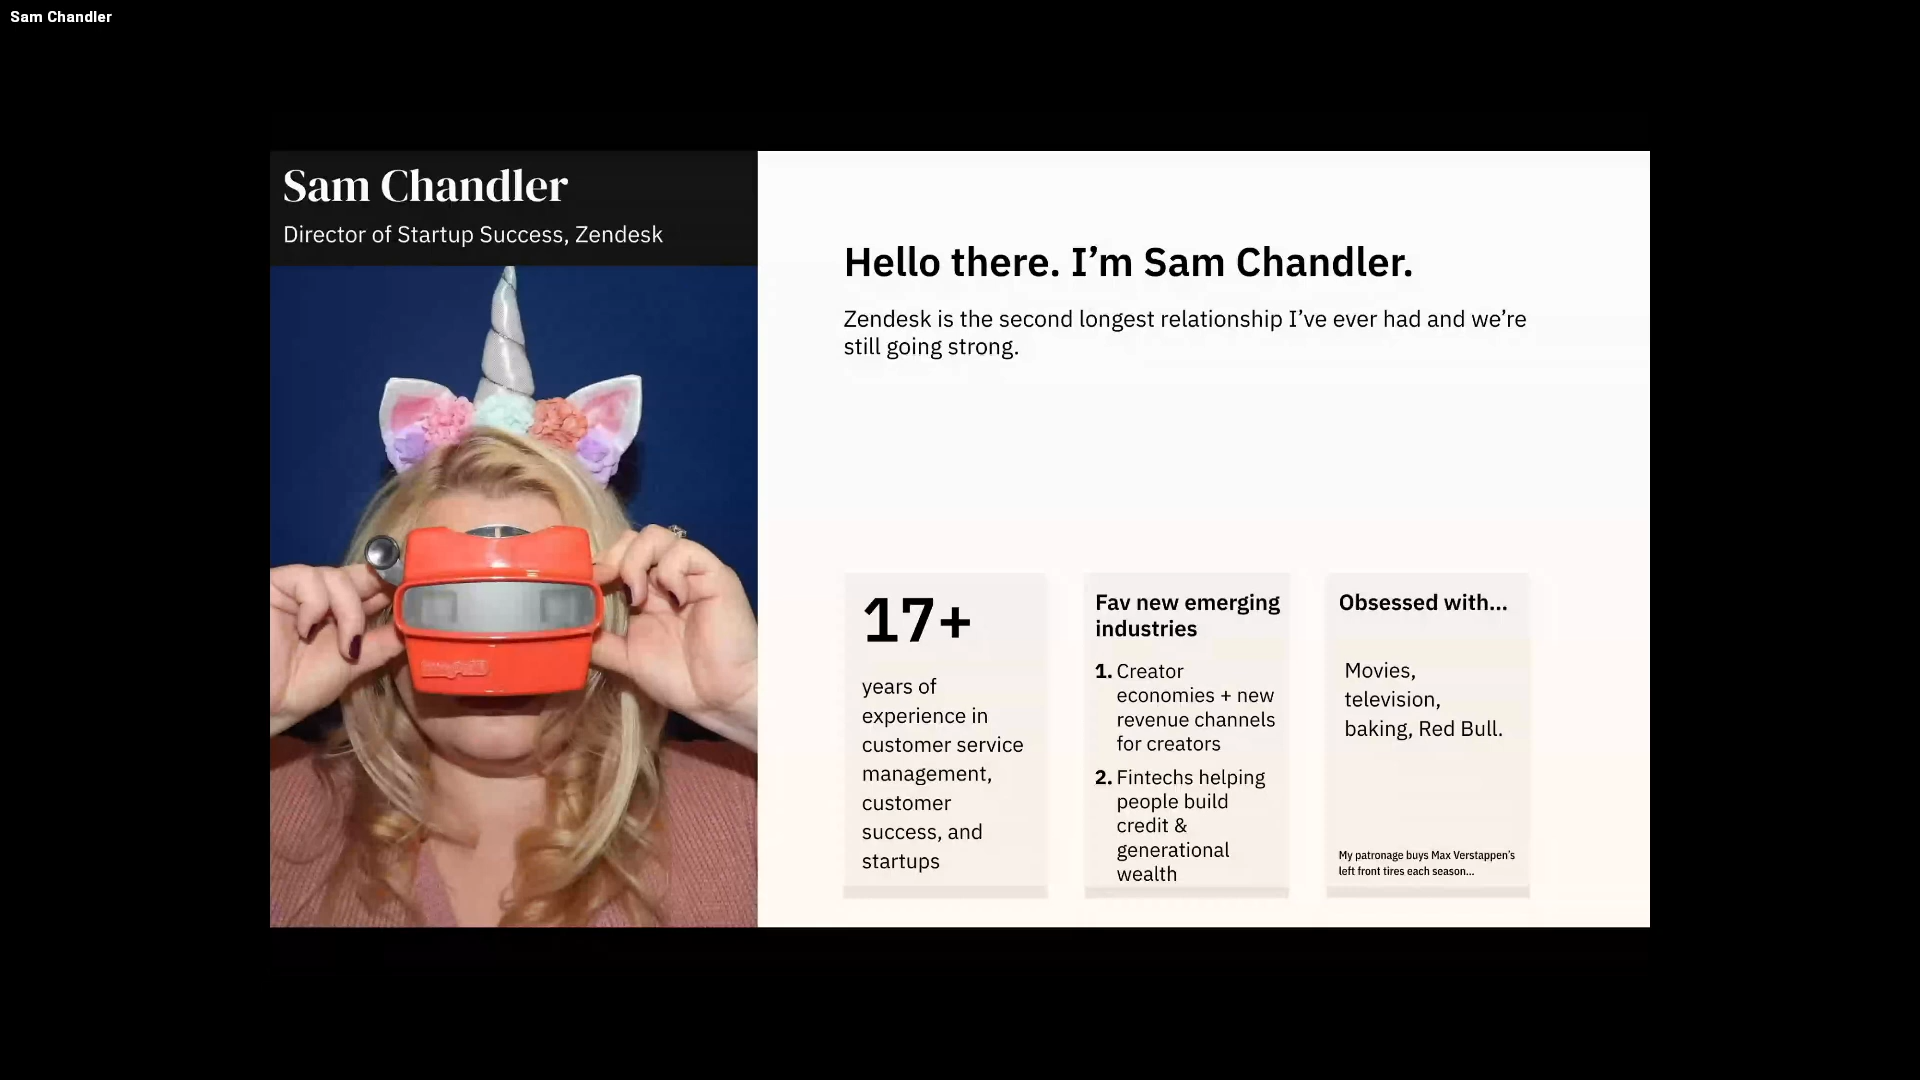 Sam Chandler
Sam Chandler
Director of Startup Success, Zendesk
Hello there. I’m Sam Chandler.
Zendesk is the second longest relationship I’ve ever had and we’re
still going strong.
17+
years of
experience in
customer service
management,
customer
success, and
startups
Fav new emerging
industries
1. Creator
economies + new
revenue channels
for creators
2. Fintechs helping
people build
credit &
generational
wealth
Obsessed with...
Movies,
television,
baking, Red Bull.
My patronage buys Max Verstappen’s
left front tires each season...